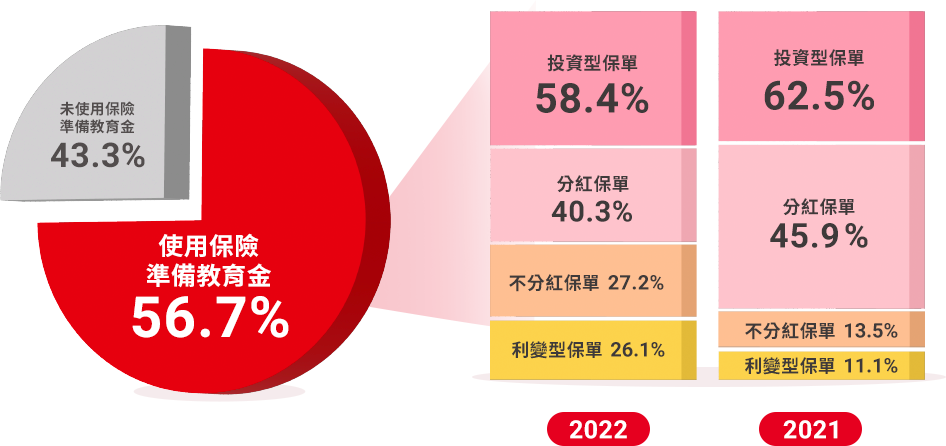 未使用保險
準備教育金
43.3%
使用保險
準備教育金
56.7%
投資型保單
58.4%
分紅保單
40.3%
不分紅保單 27.2%
利變型保單 26.1%
2022
投資型保單
62.5%
分紅保單
45.9%
不分紅保單 13.5%
利變型保單 11.1%
2021